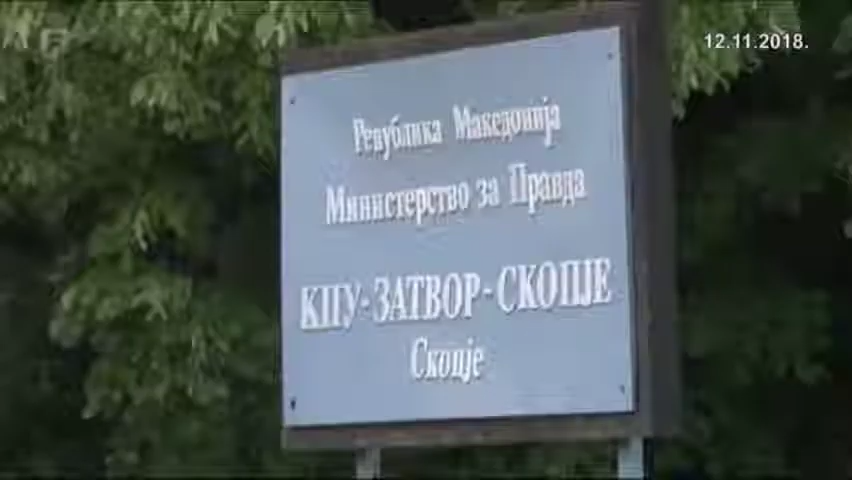 12.11.2018.
Република Македонија
Министерство за Правда
КПУ-ЗАТВОР-СКОПЈЕ
Скопје